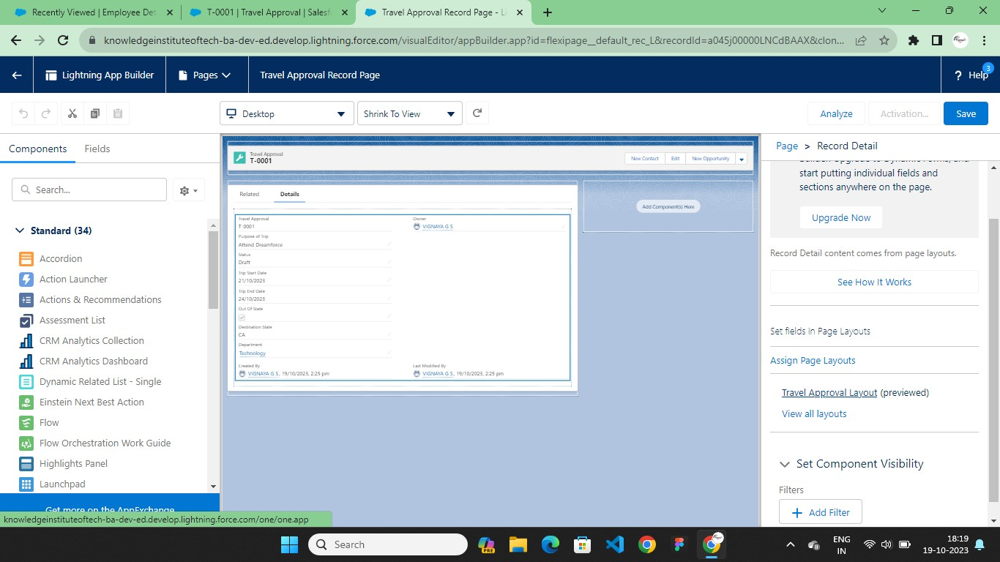 Recently Viewed | Employee Det
T-0001 | Travel Approval | Salesf
Travel Approval Record Page - Li
knowledgeinstituteoftech-ba-dev-ed.develop.lightning.force.com/visualEditor/appBuilder.app?id=flexipage__default_rec_L&recordId=a045j00000LNCdBAAX&clon...
Lightning App Builder
Pages
Travel Approval Record Page
? Help
3
Desktop
Shrink To View
Analyze
Activation...
Save
Components
Fields
Search...
Standard (34)
Accordion
Action Launcher
Actions & Recommendations
Assessment List
CRM Analytics Collection
CRM Analytics Dashboard
Dynamic Related List - Single
Einstein Next Best Action
Flow
Flow Orchestration Work Guide
Highlights Panel
Launchpad
Get more on the AppExchange
knowledgeinstituteoftech-ba-dev-ed.develop.lightning.force.com/one/one.app
Travel Approval
T-0001
New Contact
Edit
New Opportunity
Related
Details
Travel Approval
T-0001
Owner
VIGNAYA G S
Purpose of Trip
Attend Dreamforce
Status
Draft
Trip Start Date
21/10/2023
Trip End Date
24/10/2023
Out Of State
Destination State
CA
Department
Technology
Created By
VIGNAYA G S, 19/10/2023, 2:25 pm
Last Modified By
VIGNAYA G S, 19/10/2023, 2:25 pm
Add Component(s) Here
Page > Record Detail
start putting individual fields and
sections anywhere on the page.
Upgrade Now
Record Detail content comes from page layouts.
See How It Works
Set fields in Page Layouts
Assign Page Layouts
Travel Approval Layout (previewed)
View all layouts
Set Component Visibility
Filters
+ Add Filter
Search
PRE
ENG
IN
18:19
19-10-2023